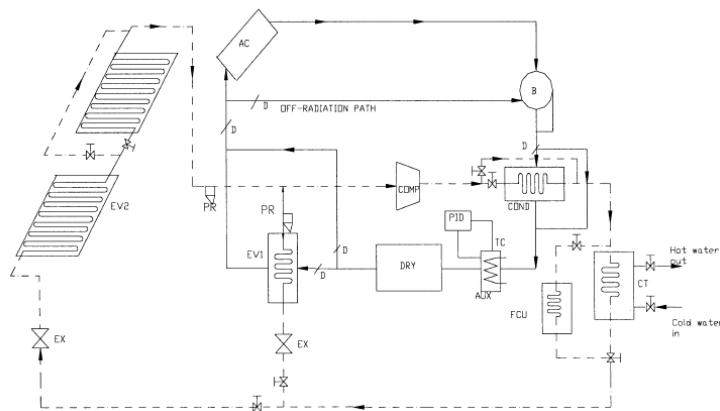 AC
B
D
OFF-RADIATION PATH
D
D
COMP
COND
EV2
PR
PR
PID
TC
EV1
D
D
DRY
AUX
FCU
CT
Hot water
out
Cold water
in
EX
EX